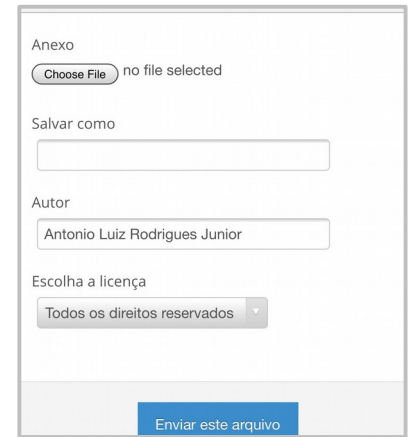 Anexo
Choose File no file selected
Salvar como
Autor
Antonio Luiz Rodrigues Junior
Escolha a licença
Todos os direitos reservados
Enviar este arquivo